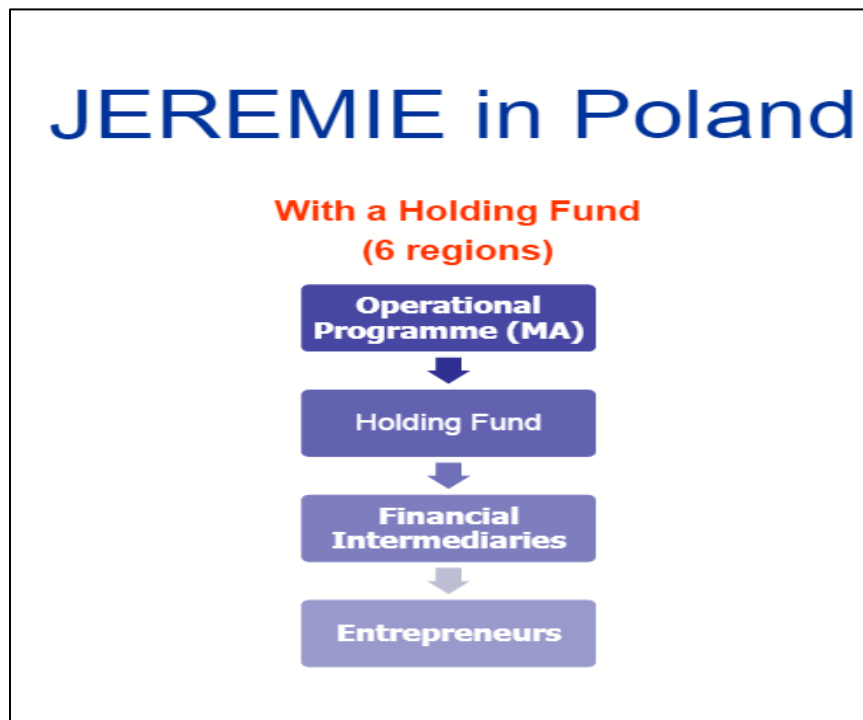 JEREMIE in Poland
With a Holding Fund
(6 regions)
Operational
Programme (MA)
Holding Fund
Financial
Intermediaries
Entrepreneurs